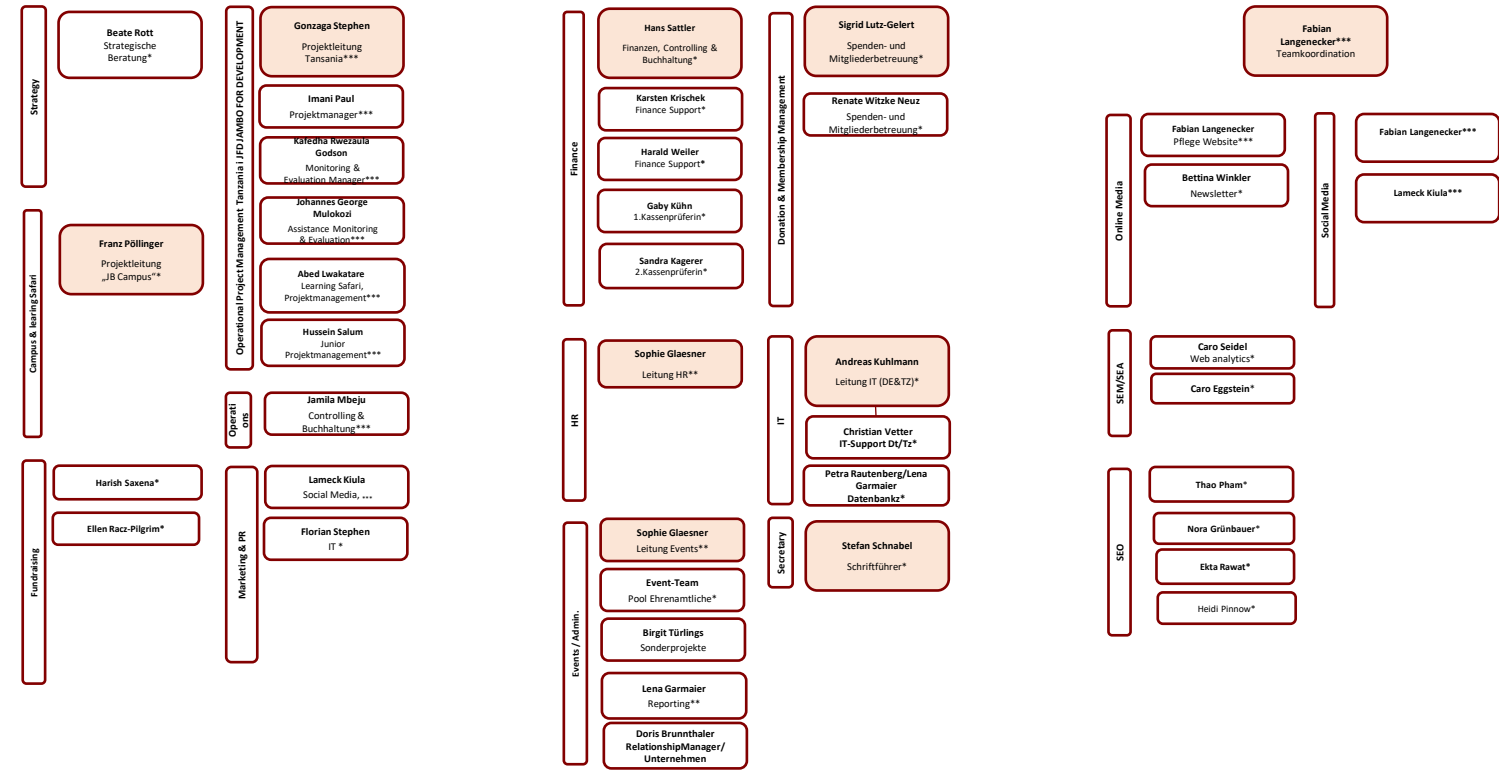 Strategy
Beate Rott
Strategische
Beratung*
Campus & learing Safari
Franz Pöllinger
Projektleitung
„JB Campus“*
Fundraising
Harish Saxena*
Ellen Racz-Pilgrim*
Operational Project Management Tanzania i JFD JAMBO FOR DEVELOPMENT
Gonzaga Stephen
Projektleitung
Tansania***
Imani Paul
Projektmanager***
Kafedha Rwezaula
Godson
Monitoring &
Evaluation Manager***
Johannes George
Mulokozi
Assistance Monitoring
& Evaluation***
Abed Lwakatare
Learning Safari,
Projektmanagement***
Hussein Salum
Junior
Projektmanagement***
Operati
ons
Jamila Mbeju
Controlling &
Buchhaltung***
Marketing & PR
Lameck Kiula
Social Media, ***
Florian Stephen
IT *
Finance
Hans Sattler
Finanzen, Controlling &
Buchhaltung*
Karsten Krischek
Finance Support*
Harald Weiler
Finance Support*
Gaby Kühn
1.Kassenprüferin*
Sandra Kagerer
2.Kassenprüferin*
HR
Sophie Glaesner
Leitung HR**
Events / Admin.
Sophie Glaesner
Leitung Events**
Event-Team
Pool Ehrenamtliche*
Birgit Türlings
Sonderprojekte
Lena Garmaier
Reporting**
Doris Brunnthaler
RelationshipManager/
Unternehmen
Donation & Membership Management
Sigrid Lutz-Gelert
Spenden- und
Mitgliederbetreuung*
Renate Witzke Neuz
Spenden- und
Mitgliederbetreuung*
IT
Andreas Kuhlmann
Leitung IT (DE&TZ)*
Christian Vetter
IT-Support Dt/Tz*
Petra Rautenberg/Lena
Garmaier
Datenbankz*
Secretary
Stefan Schnabel
Schriftführer*
Fabian
Langenecker***
Teamkoordination
Online Media
Fabian Langenecker
Pflege Website***
Bettina Winkler
Newsletter*
Social Media
Fabian Langenecker***
Lameck Kiula***
SEM/SEA
Caro Seidel
Web analytics*
Caro Eggstein*
SEO
Thao Pham*
Nora Grünbauer*
Ekta Rawat*
Heidi Pinnow*